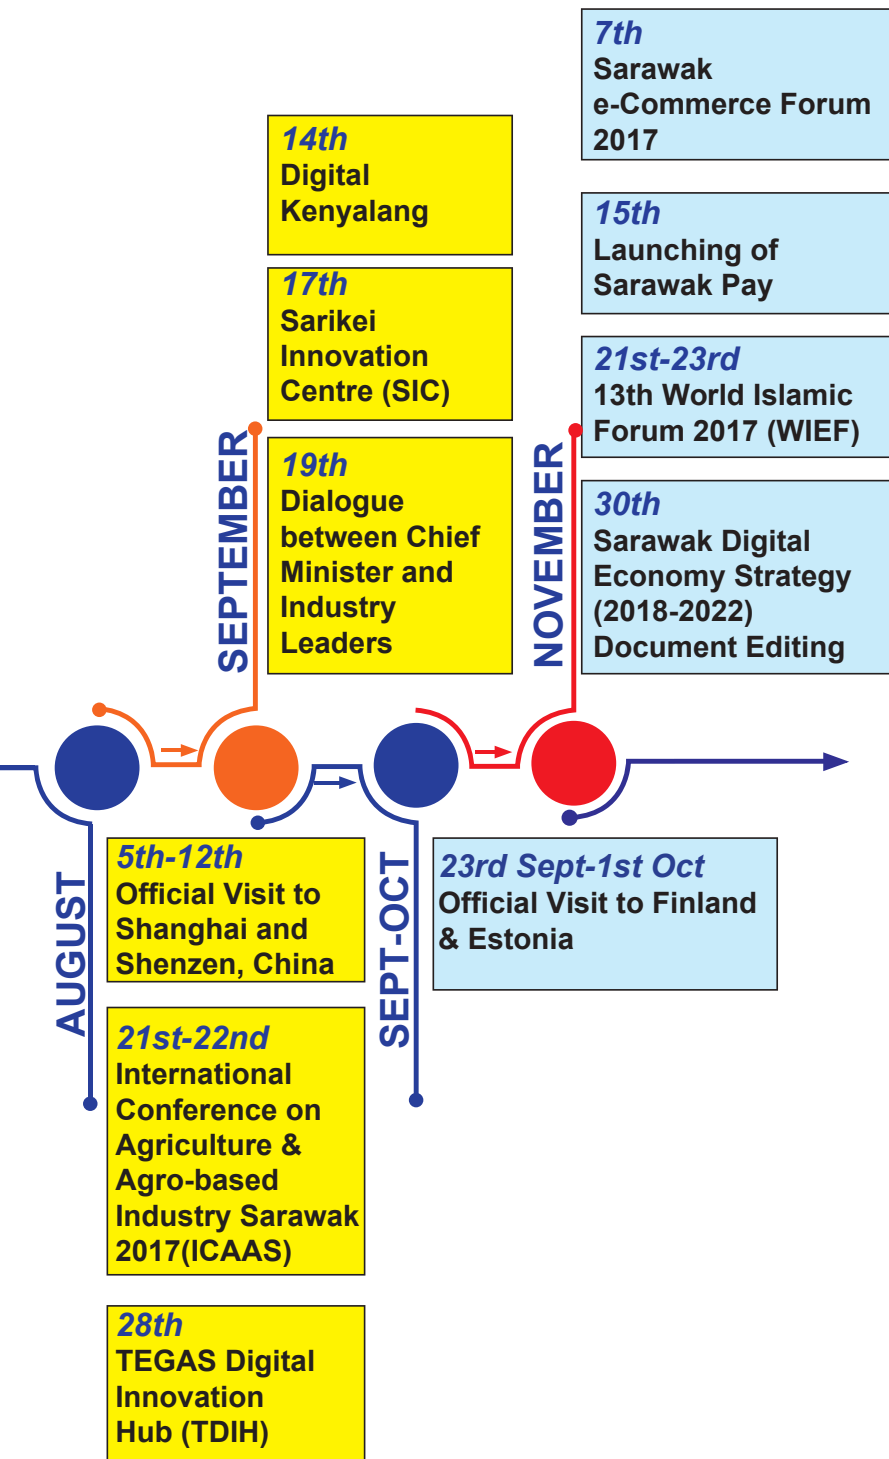 AUGUST
5th-12th
Official Visit to
Shanghai and
Shenzen, China
21st-22nd
International
Conference on
Agriculture &
Agro-based
Industry Sarawak
2017(ICAAS)
28th
TEGAS Digital
Innovation
Hub (TDIH)
SEPTEMBER
14th
Digital
Kenyalang
17th
Sarikei
Innovation
Centre (SIC)
19th
Dialogue
between Chief
Minister and
Industry
Leaders
SEPT-OCT
23rd Sept-1st Oct
Official Visit to Finland
& Estonia
NOVEMBER
7th
Sarawak
e-Commerce Forum
2017
15th
Launching of
Sarawak Pay
21st-23rd
13th World Islamic
Forum 2017 (WIEF)
30th
Sarawak Digital
Economy Strategy
(2018-2022)
Document Editing